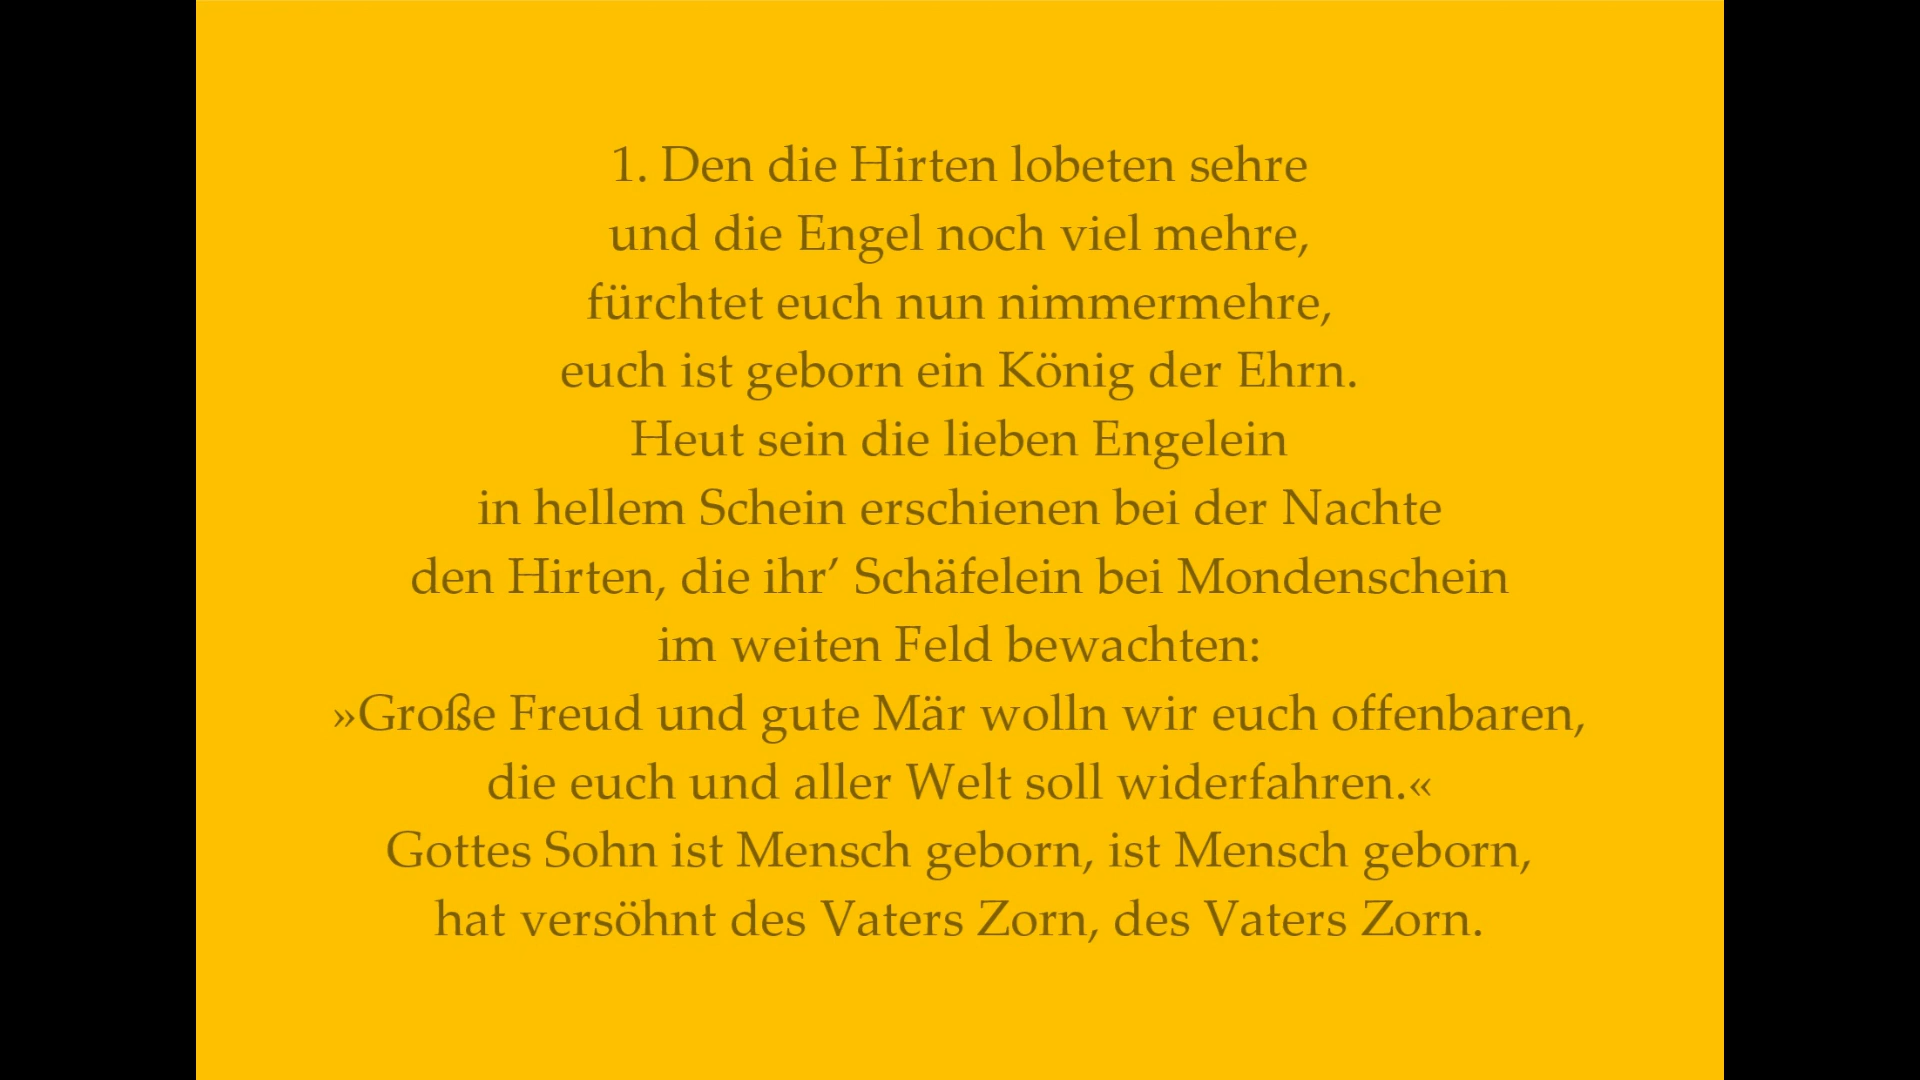 1. Den die Hirten lobeten sehre
und die Engel noch viel mehre,
fürchtet euch nun nimmermehre,
euch ist geborn ein König der Ehrn.
Heut sein die lieben Engelein
in hellem Schein erschienen bei der Nachte
den Hirten, die ihr’ Schäfelein bei Mondenschein
im weiten Feld bewachten:
»Große Freud und gute Mär wolln wir euch offenbaren,
die euch und aller Welt soll widerfahren.«
Gottes Sohn ist Mensch geborn, ist Mensch geborn,
hat versöhnt des Vaters Zorn, des Vaters Zorn.